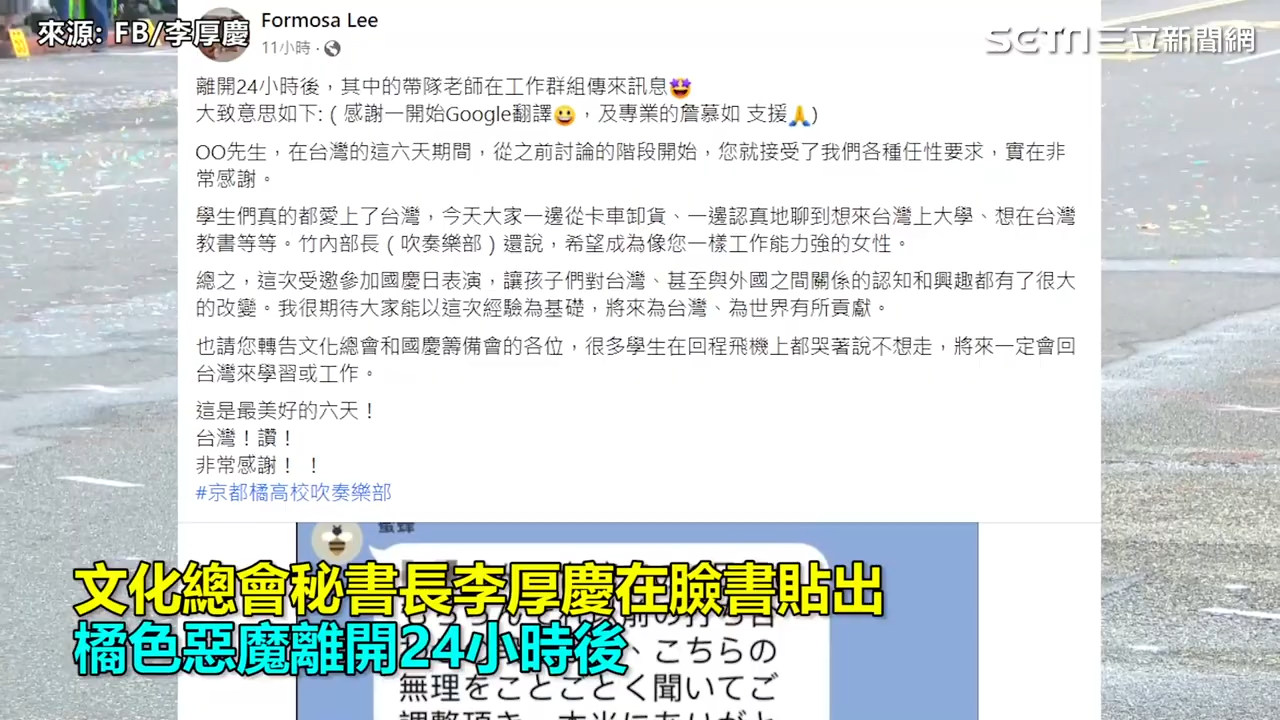 來源: FB/李厚慶
SETN三立新聞網
Formosa Lee
11小時 ·
離開24小時後，其中的帶隊老師在工作群組傳來訊息🤩
大致意思如下: ( 感謝一開始Google翻譯😀，及專業的詹慕如 支援🙏)
OO先生，在台灣的這六天期間，從之前討論的階段開始，您就接受了我們各種任性要求，實在非
常感謝。
學生們真的都愛上了台灣，今天大家一邊從卡車卸貨、一邊認真地聊到想來台灣上大學、想在台灣
教書等等。竹內部長（吹奏樂部）還說，希望成為像您一樣工作能力強的女性。
總之，這次受邀參加國慶日表演，讓孩子們對台灣、甚至與外國之間關係的認知和興趣都有了很大
的改變。我很期待大家能以這次經驗為基礎，將來為台灣、為世界有所貢獻。
也請您轉告文化總會和國慶籌備會的各位，很多學生在回程飛機上都哭著說不想走，將來一定會回
台灣來學習或工作。
這是最美好的六天！
台灣！讚！
非常感謝！ ！
#京都橘高校吹奏樂部
蜜蜂
文化總會秘書長李厚慶在臉書貼出
橘色惡魔離開24小時後
、こちらの
無理をことごとく聞いてご